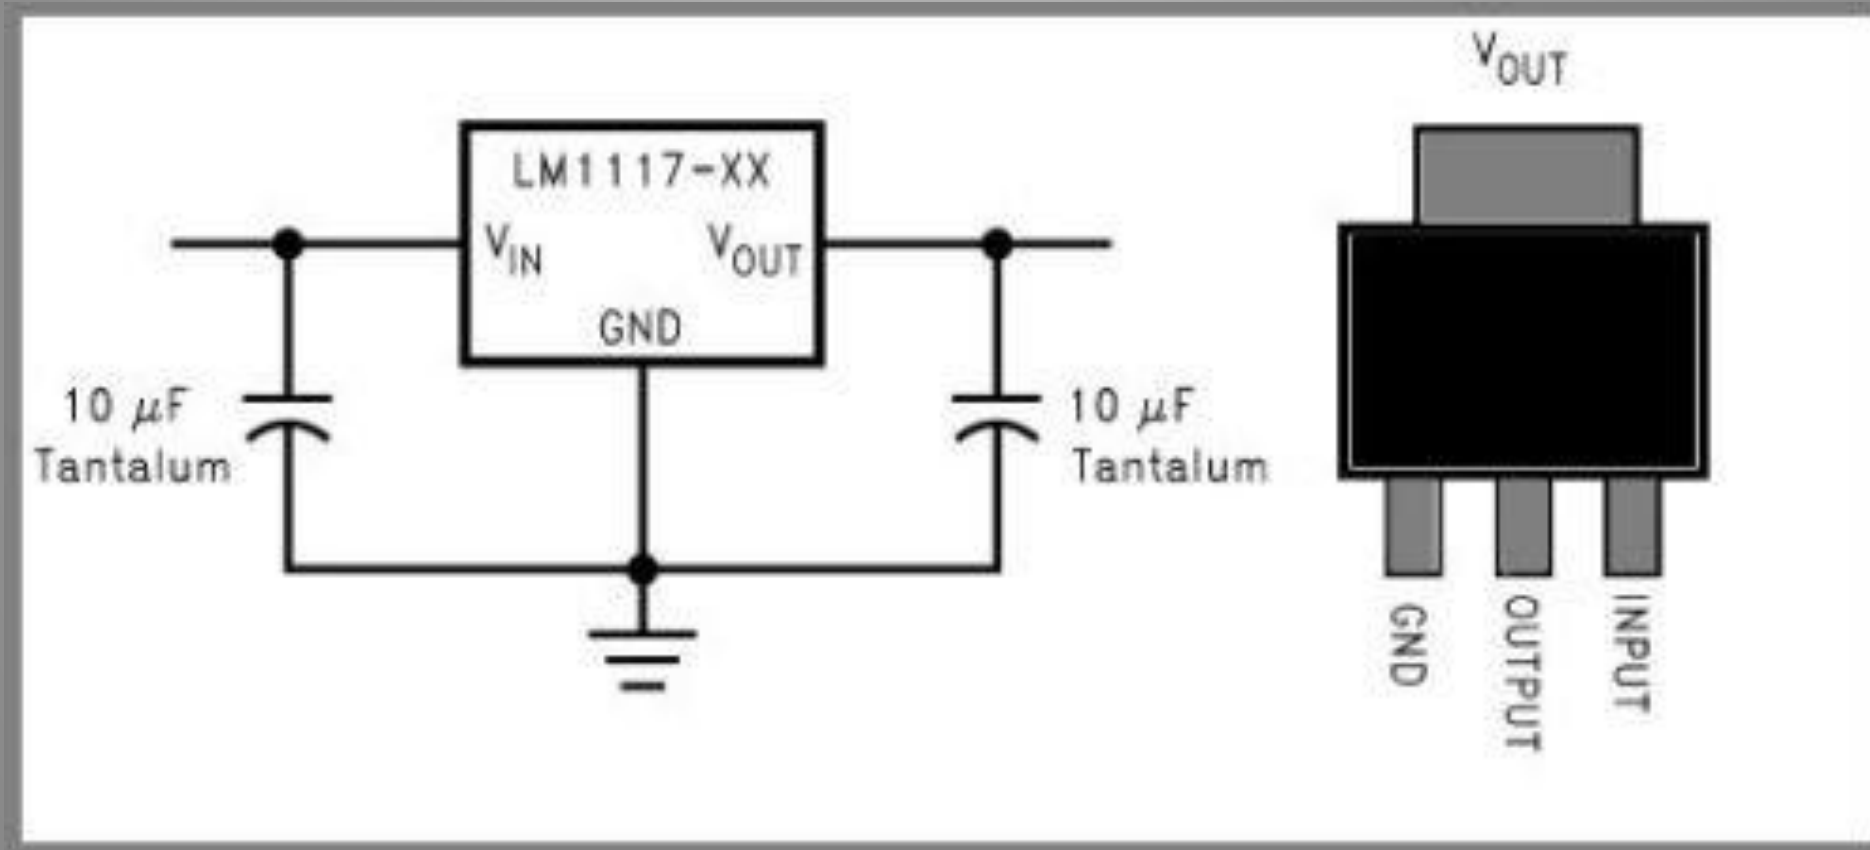 LM1117-XX
VIN
VOUT
GND
10 μF
Tantalum
10 μF
Tantalum
VOUT
GND
OUTPUT
INPUT